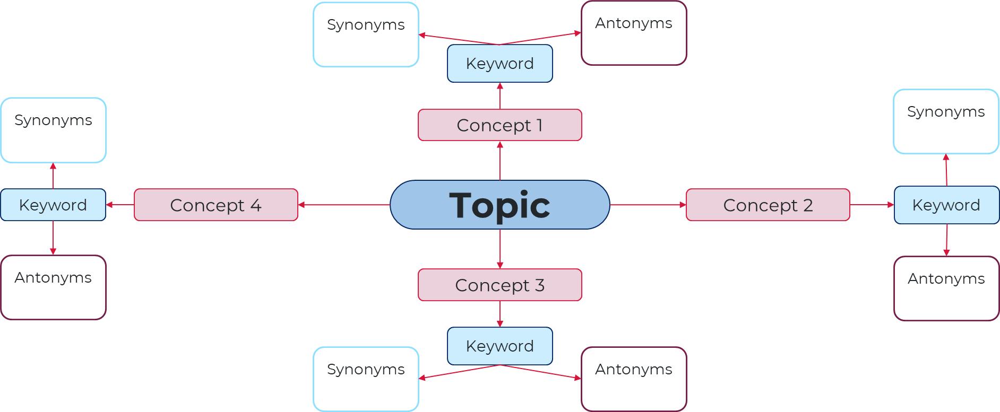 Synonyms
Antonyms
Keyword
Concept 1
Synonyms
Synonyms
Keyword
Concept 4
Topic
Concept 2
Keyword
Antonyms
Antonyms
Concept 3
Keyword
Synonyms
Antonyms